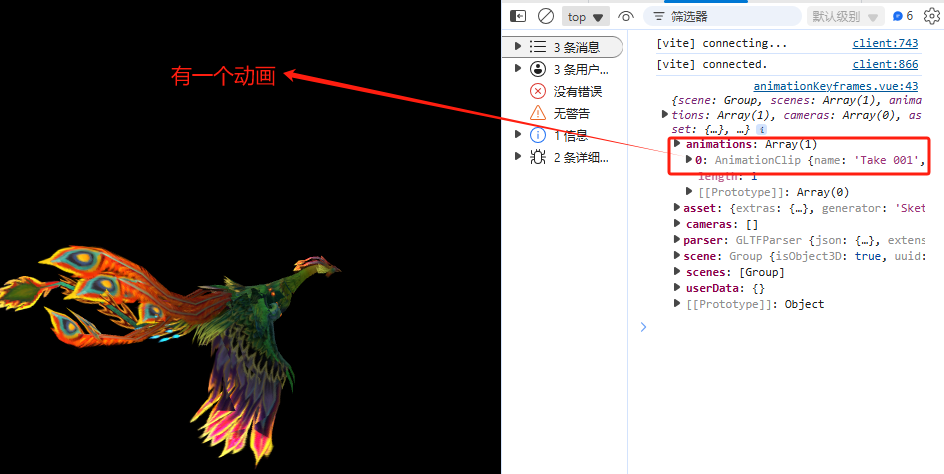 top
筛选器
默认级别
6
3 条消息
3 条用户...
没有错误
无警告
1 信息
2 条详细...
有一个动画
[vite] connecting... client:743
[vite] connected. client:866
animationKeyframes.vue:43
{scene: Group, scenes: Array(1), anima
tions: Array(1), cameras: Array(0), as
set: {…}, …} i
animations: Array(1)
0: AnimationClip {name: 'Take 001',
length: 1
[[Prototype]]: Array(0)
asset: {extras: {…}, generator: 'Sket
cameras: []
parser: GLTFParser {json: {…}, extens
scene: Group {isObject3D: true, uuid:
scenes: [Group]
userData: {}
[[Prototype]]: Object